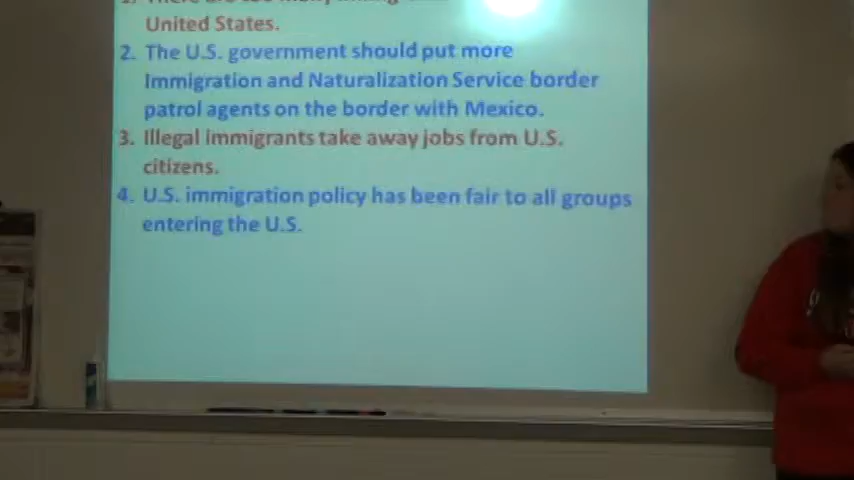 United States.
2. The U.S. government should put more
Immigration and Naturalization Service border
patrol agents on the border with Mexico.
3. Illegal immigrants take away jobs from U.S.
citizens.
4. U.S. immigration policy has been fair to all groups
entering the U.S.